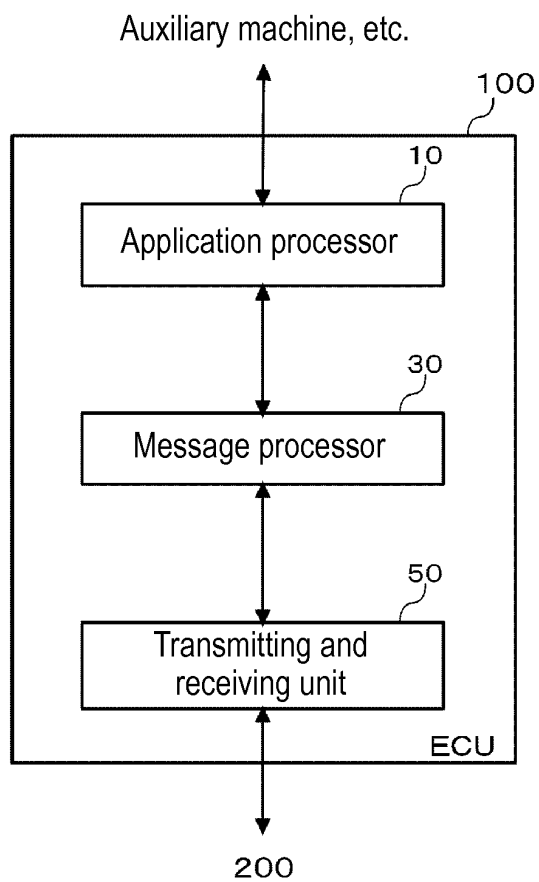 Auxiliary machine, etc.
100
10
Application processor
30
Message processor
50
Transmitting and
receiving unit
ECU
200